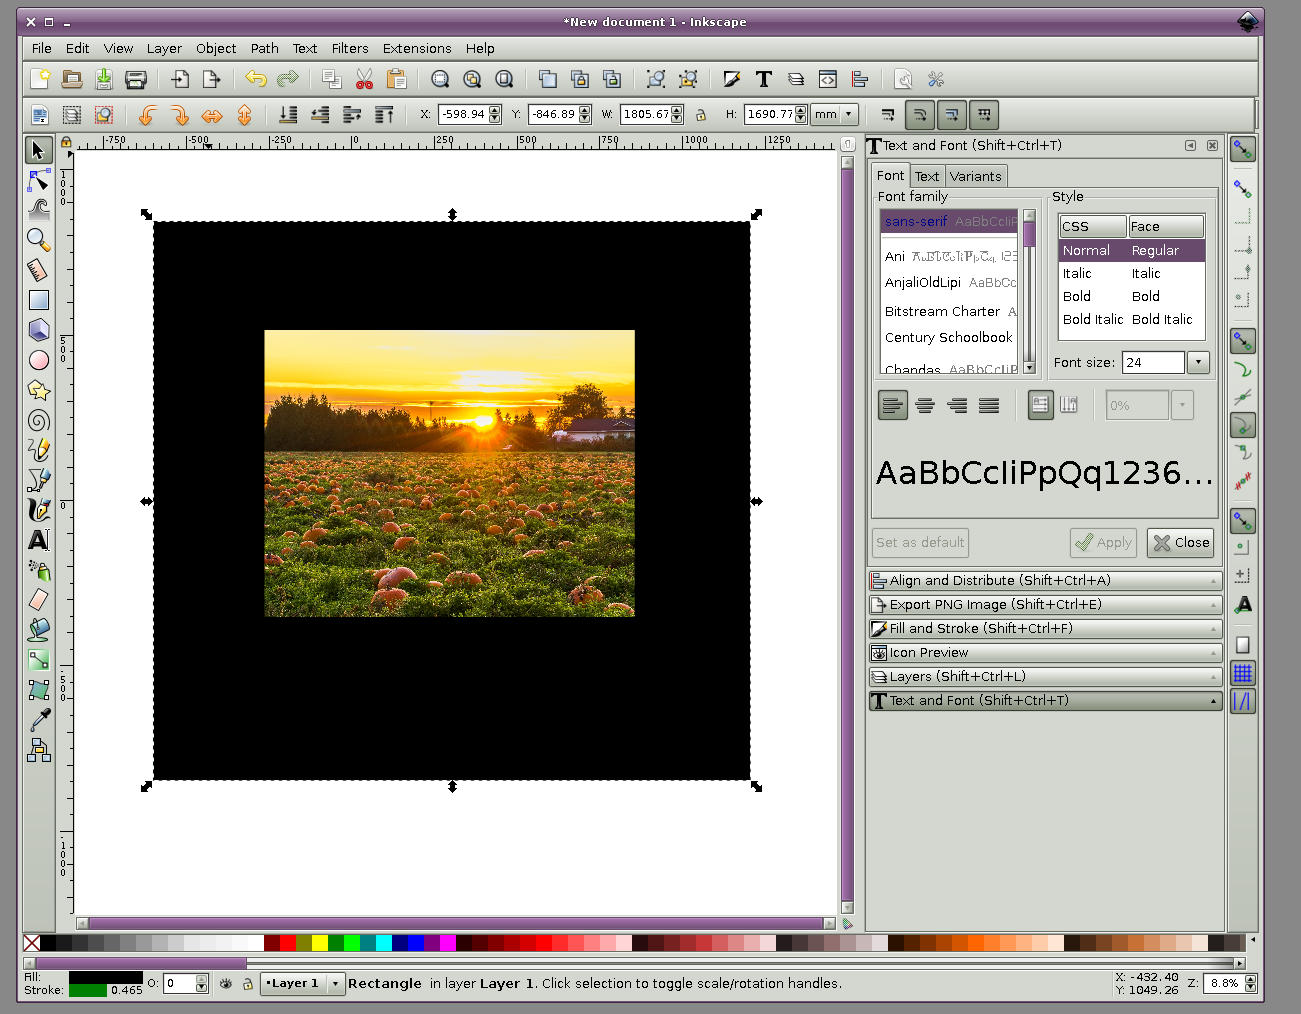 *New document 1 - Inkscape
File Edit View Layer Object Path Text Filters Extensions Help
X: -598.94 Y: -846.89 W: 1805.67 H: 1690.77 mm
-750 -500 -250 0 250 500 750 1000 1250
Text and Font (Shift+Ctrl+T)
Font Text Variants
Font family Style
sans-serif AaBbCcIiP
CSS Face
Normal Regular
Ani
Italic Italic
AnjaliOldLipi AaBbCc
Bold Bold
Bitstream Charter A
Bold Italic Bold Italic
Century Schoolbook
Font size: 24
Chandas AaBbCcIiP
0%
AaBbCcIiPpQq1236...
Set as default Apply Close
Align and Distribute (Shift+Ctrl+A)
Export PNG Image (Shift+Ctrl+E)
Fill and Stroke (Shift+Ctrl+F)
Icon Preview
Layers (Shift+Ctrl+L)
Text and Font (Shift+Ctrl+T)
1000
500
0
-500
-1000
Fill:
Stroke: 0.465 O: 0 •Layer 1 Rectangle in layer Layer 1. Click selection to toggle scale/rotation handles.
X: -432.40
Y: 1049.26 Z: 8.8%